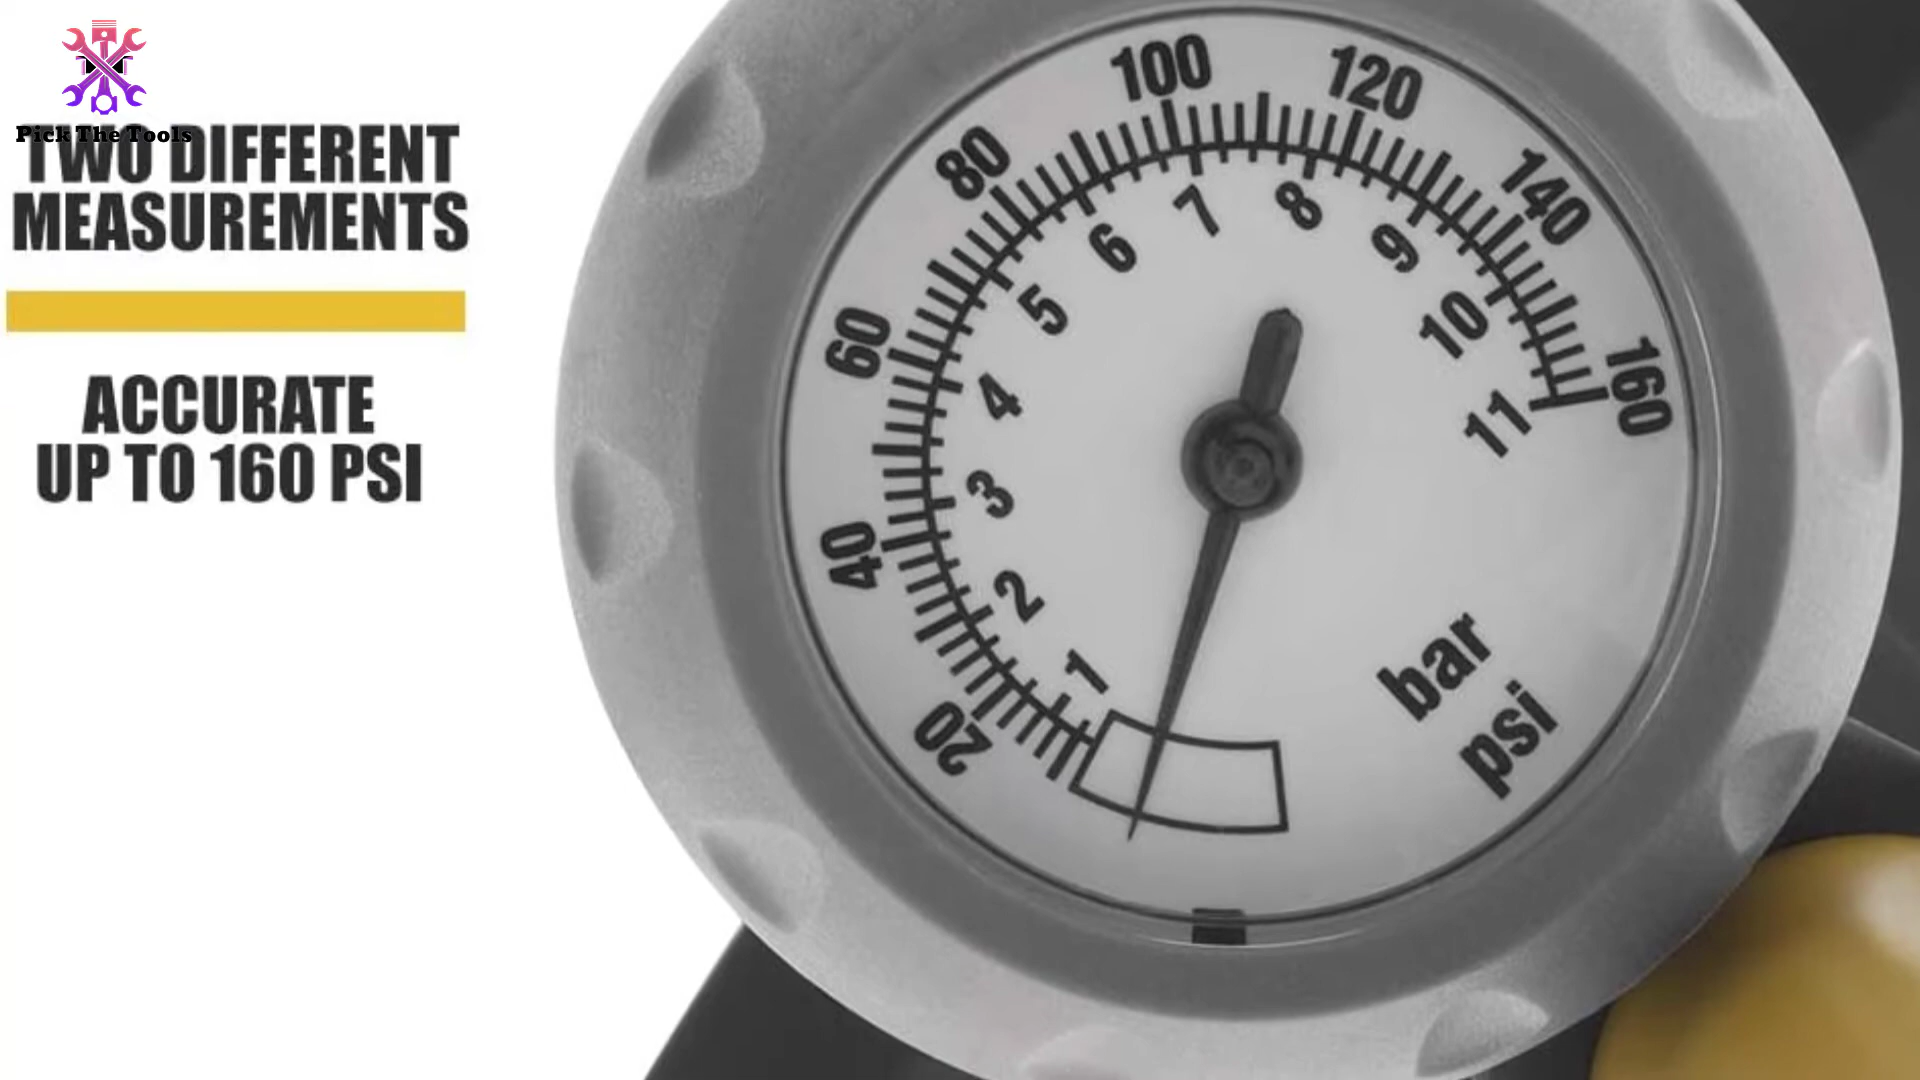 Pick The Tools
TWO DIFFERENT
MEASUREMENTS
ACCURATE
UP TO 160 PSI
20
40
60
80
100
120
140
160
1
2
3
4
5
6
7
8
9
10
11
bar
psi